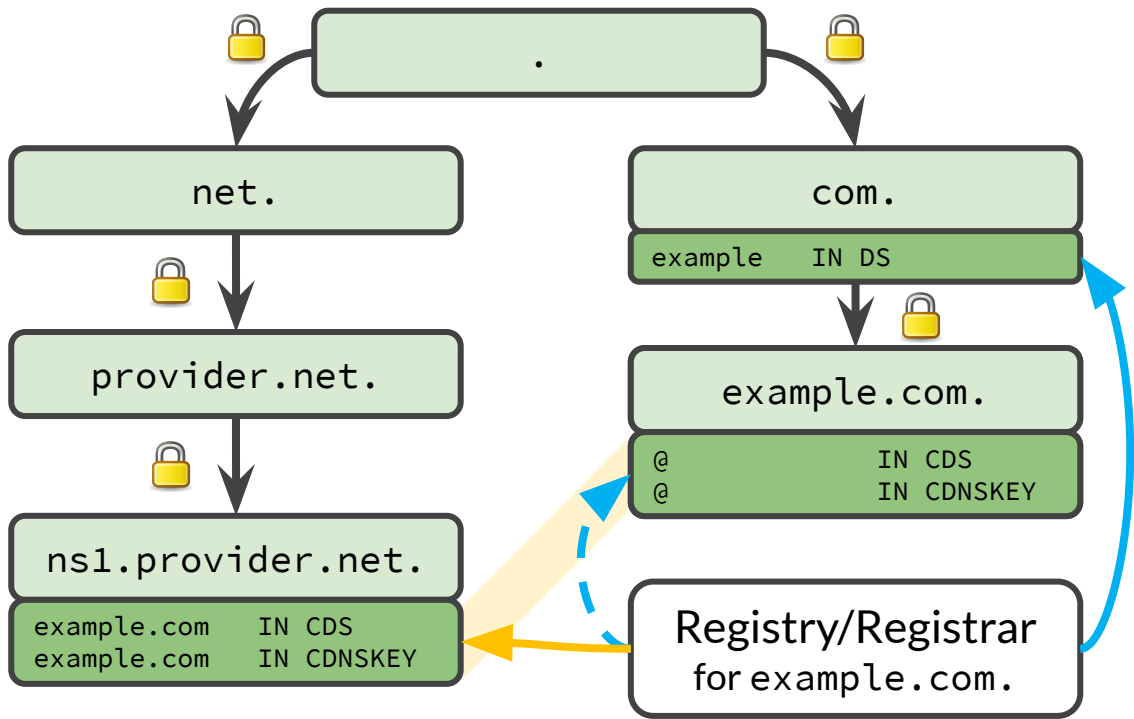 .
net.
com.
example IN DS
provider.net.
example.com.
@ IN CDS
@ IN CDNSKEY
ns1.provider.net.
example.com IN CDS
example.com IN CDNSKEY
Registry/Registrar
for example.com.